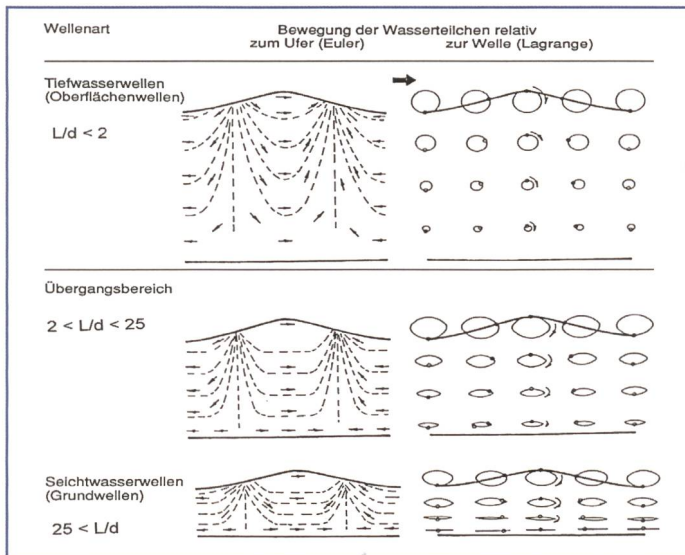 Wellenart
Bewegung der Wasserteilchen relativ
zum Ufer (Euler)
zur Welle (Lagrange)
Tiefwasserwellen
(Oberflächenwellen)
L/d < 2
Übergangsbereich
2 < L/d < 25
Seichtwasserwellen
(Grundwellen)
25 < L/d